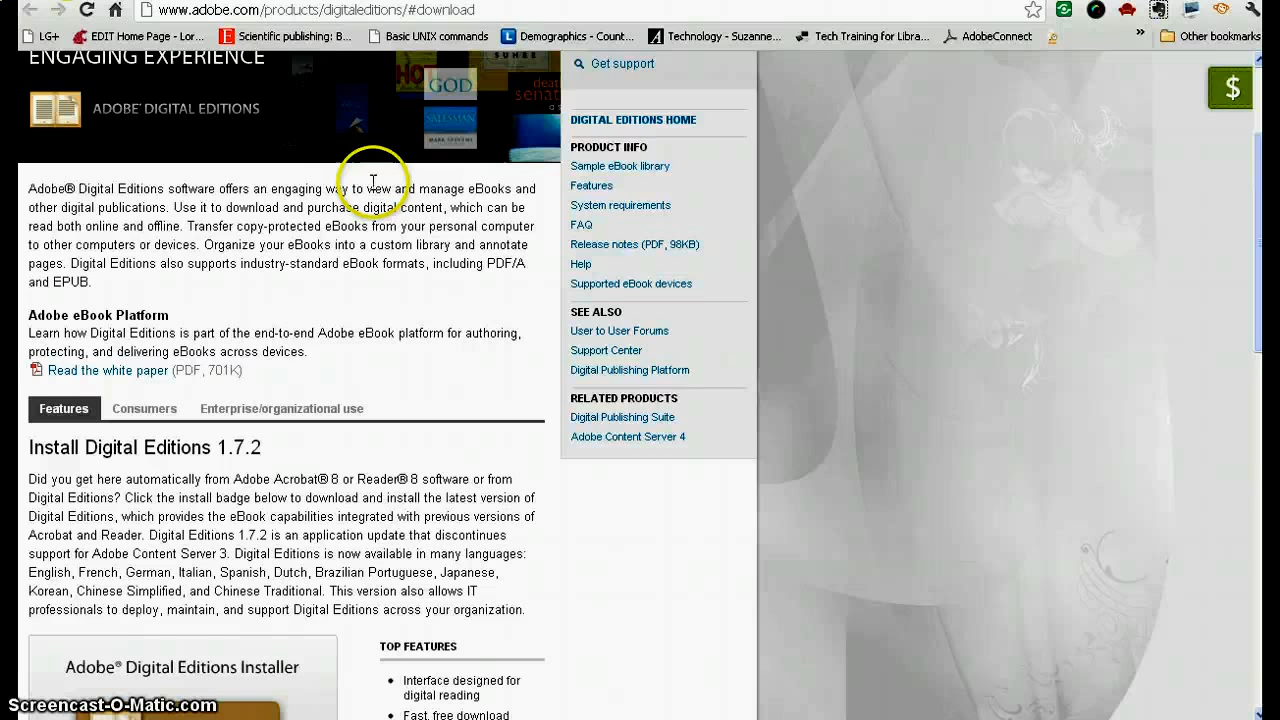 www.adobe.com/products/digitaleditions/#download
LG+ EDIT Home Page - Lor... Scientific publishing: B... Basic UNIX commands Demographics - Count... Technology - Suzanne... Tech Training for Libra... AdobeConnect » Other bookmarks
ENGAGING EXPERIENCE
ADOBE® DIGITAL EDITIONS
HOT
GOD
SALESMAN
$
Adobe® Digital Editions software offers an engaging way to view and manage eBooks and
other digital publications. Use it to download and purchase digital content, which can be
read both online and offline. Transfer copy-protected eBooks from your personal computer
to other computers or devices. Organize your eBooks into a custom library and annotate
pages. Digital Editions also supports industry-standard eBook formats, including PDF/A
and EPUB.
Adobe eBook Platform
Learn how Digital Editions is part of the end-to-end Adobe eBook platform for authoring,
protecting, and delivering eBooks across devices.
Read the white paper (PDF, 701K)
Features Consumers Enterprise/organizational use
Install Digital Editions 1.7.2
Did you get here automatically from Adobe Acrobat® 8 or Reader® 8 software or from
Digital Editions? Click the install badge below to download and install the latest version of
Digital Editions, which provides the eBook capabilities integrated with previous versions of
Acrobat and Reader. Digital Editions 1.7.2 is an application update that discontinues
support for Adobe Content Server 3. Digital Editions is now available in many languages:
English, French, German, Italian, Spanish, Dutch, Brazilian Portuguese, Japanese,
Korean, Chinese Simplified, and Chinese Traditional. This version also allows IT
professionals to deploy, maintain, and support Digital Editions across your organization.
Adobe® Digital Editions Installer
TOP FEATURES
• Interface designed for
digital reading
• Fast, free download
Get support
DIGITAL EDITIONS HOME
PRODUCT INFO
Sample eBook library
Features
System requirements
FAQ
Release notes (PDF, 98KB)
Help
Supported eBook devices
SEE ALSO
User to User Forums
Support Center
Digital Publishing Platform
RELATED PRODUCTS
Digital Publishing Suite
Adobe Content Server 4
Screencast-O-Matic.com